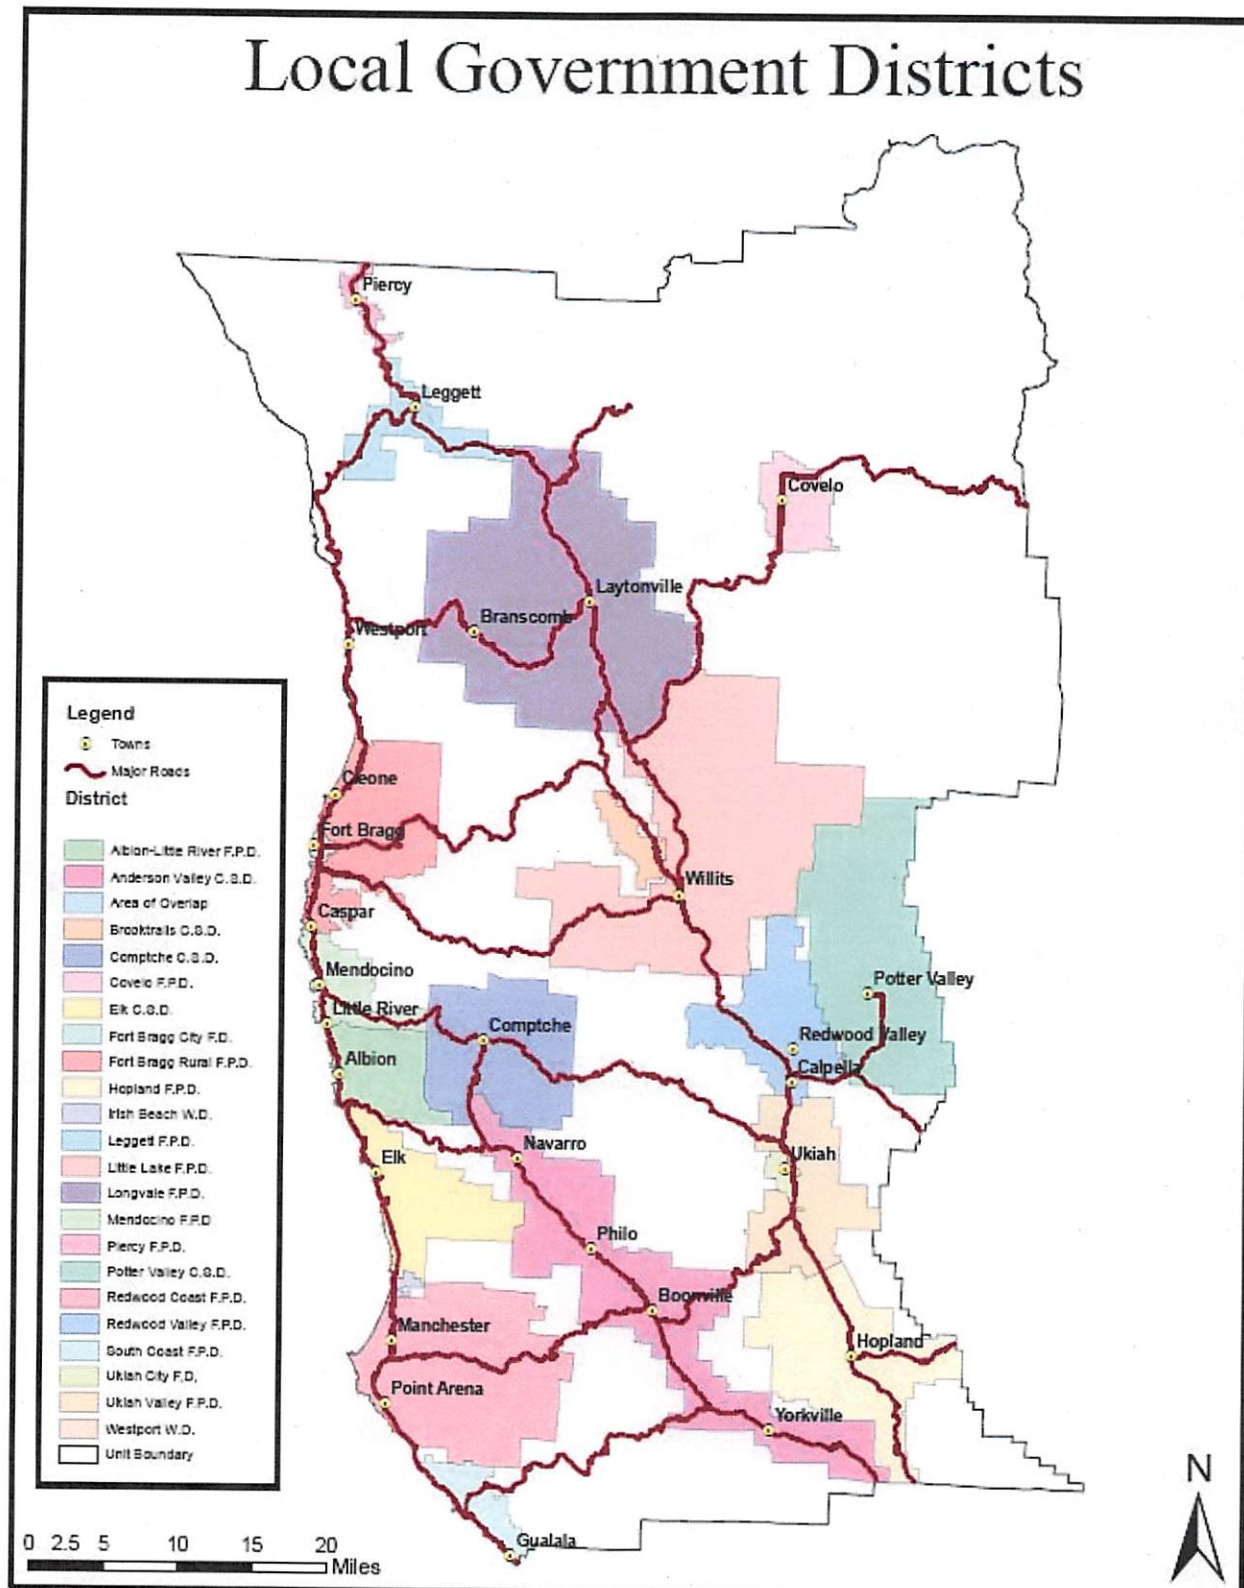 Local Government Districts
Piercy
Leggett
Covelo
Laytonville
Branscomb
Westport
Legend
Towns
Major Roads
District
Albion-Little River F.P.D.
Anderson Valley C.S.D.
Area of Overlap
Brooktrails C.S.D.
Comptche C.S.D.
Covelo F.P.D.
Elk C.S.D.
Fort Bragg City F.D.
Fort Bragg Rural F.P.D.
Hopland F.P.D.
Irish Beach W.D.
Leggett F.P.D.
Little Lake F.P.D.
Longvale F.P.D.
Mendocino F.P.D
Piercy F.P.D.
Potter Valley C.S.D.
Redwood Coast F.P.D.
Redwood Valley F.P.D.
South Coast F.P.D.
Ukiah City F.D,
Ukiah Valley F.P.D.
Westport W.D.
Unit Boundary
Cleone
Fort Bragg
Willits
Caspar
Mendocino
Potter Valley
Little River
Comptche
Redwood Valley
Albion
Calpella
Navarro
Ukiah
Elk
Philo
Boonville
Manchester
Hopland
Point Arena
Yorkville
Gualala
N
0 2.5 5 10 15 20
Miles